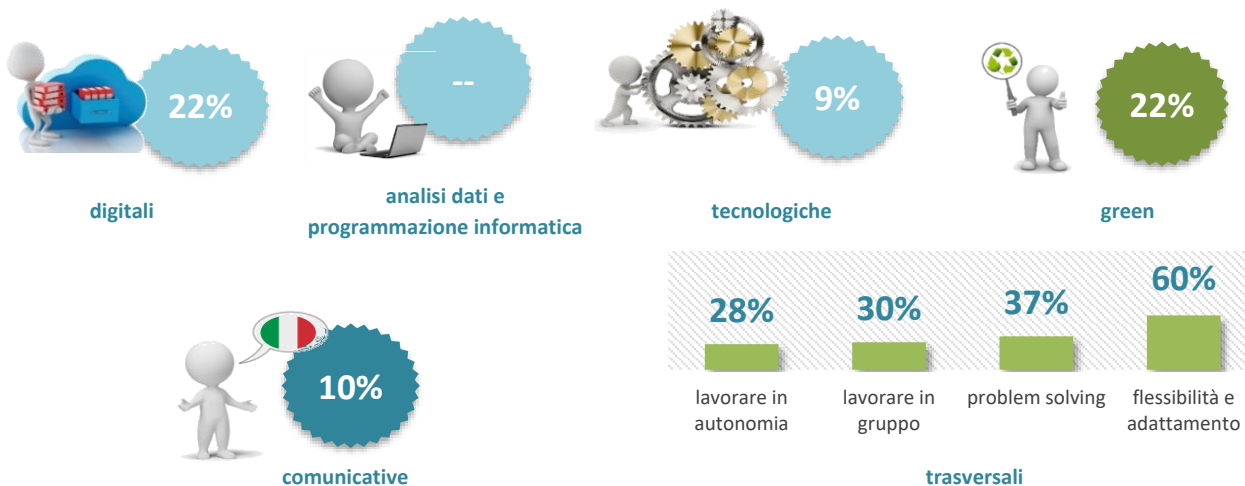 22%
--
9%
22%
digitali
analisi dati e
programmazione informatica
tecnologiche
green
10%
comunicative
28%
30%
37%
60%
lavorare in
autonomia
lavorare in
gruppo
problem solving
flessibilità e
adattamento
trasversali